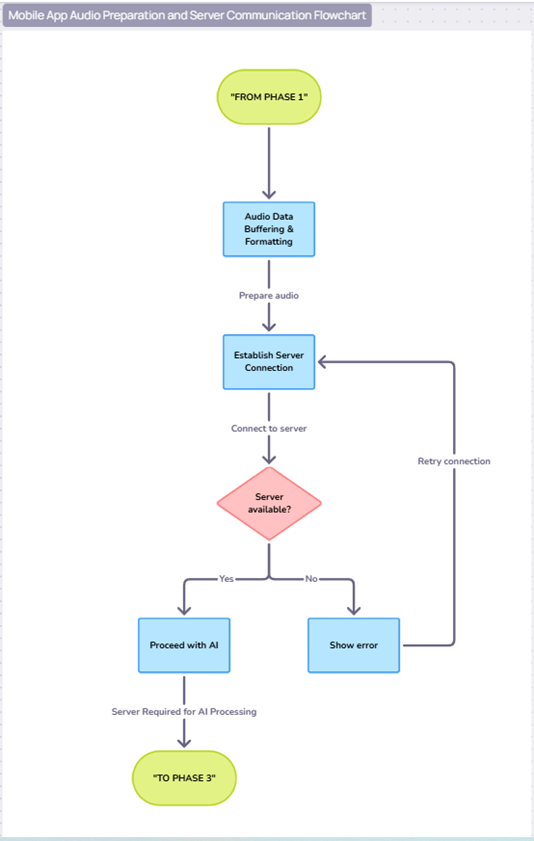 Mobile App Audio Preparation and Server Communication Flowchart
"FROM PHASE 1"
Audio Data
Buffering &
Formatting
Prepare audio
Establish Server
Connection
Connect to server
Retry connection
Server
available?
Yes
No
Proceed with AI
Show error
Server Required for AI Processing
"TO PHASE 3"